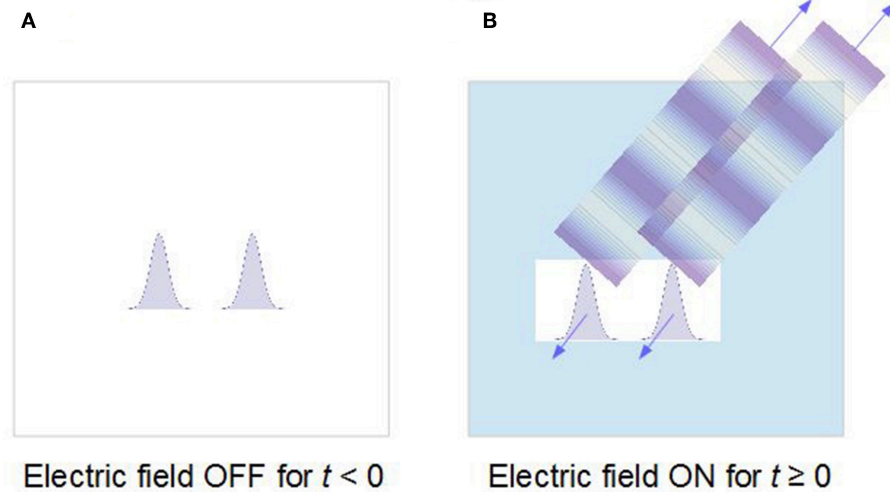 A
B
Electric field OFF for t < 0
Electric field ON for t ≥ 0